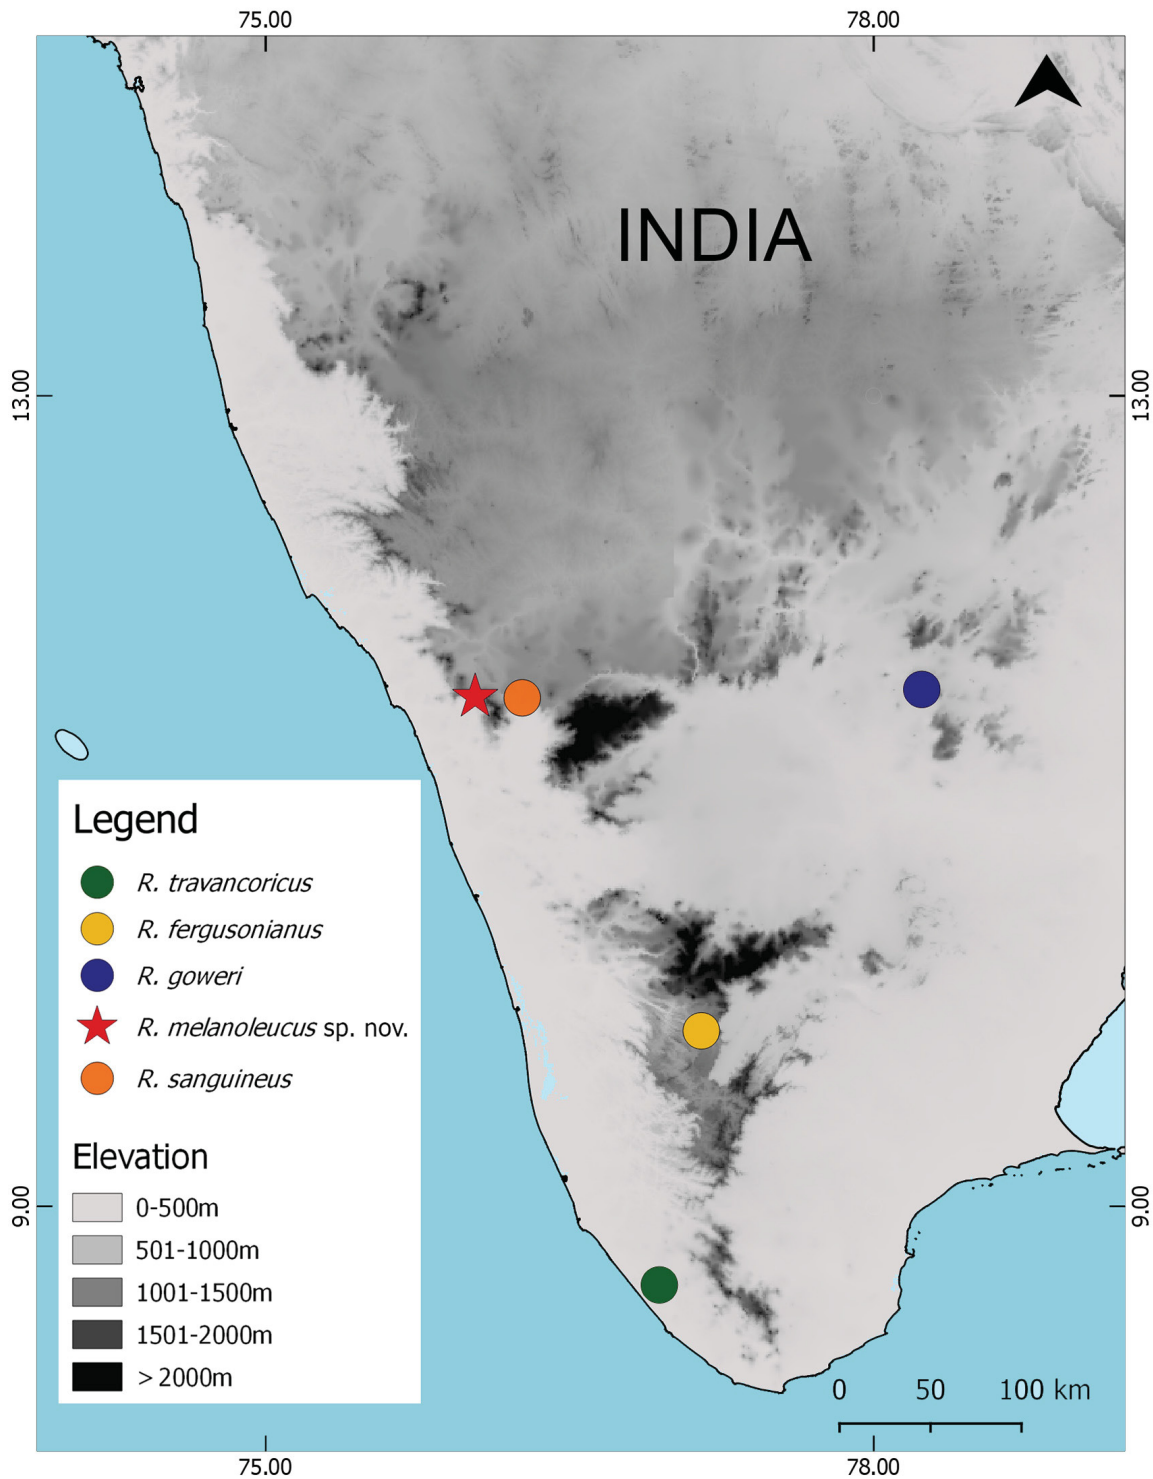 75.00
78.00
INDIA
13.00
13.00
Legend
R. travancoricus
R. fergusonianus
R. goweri
R. melanoleucus sp. nov.
R. sanguineus
Elevation
0-500m
501-1000m
1001-1500m
1501-2000m
> 2000m
9.00
9.00
0 50 100 km
75.00
78.00